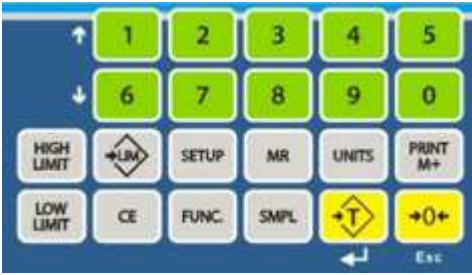 1 2 3 4 5
6 7 8 9 0
HIGH LIMIT →LIM SETUP MR UNITS PRINT M+
LOW LIMIT CE FUNC. SMPL →T →0←
Esc